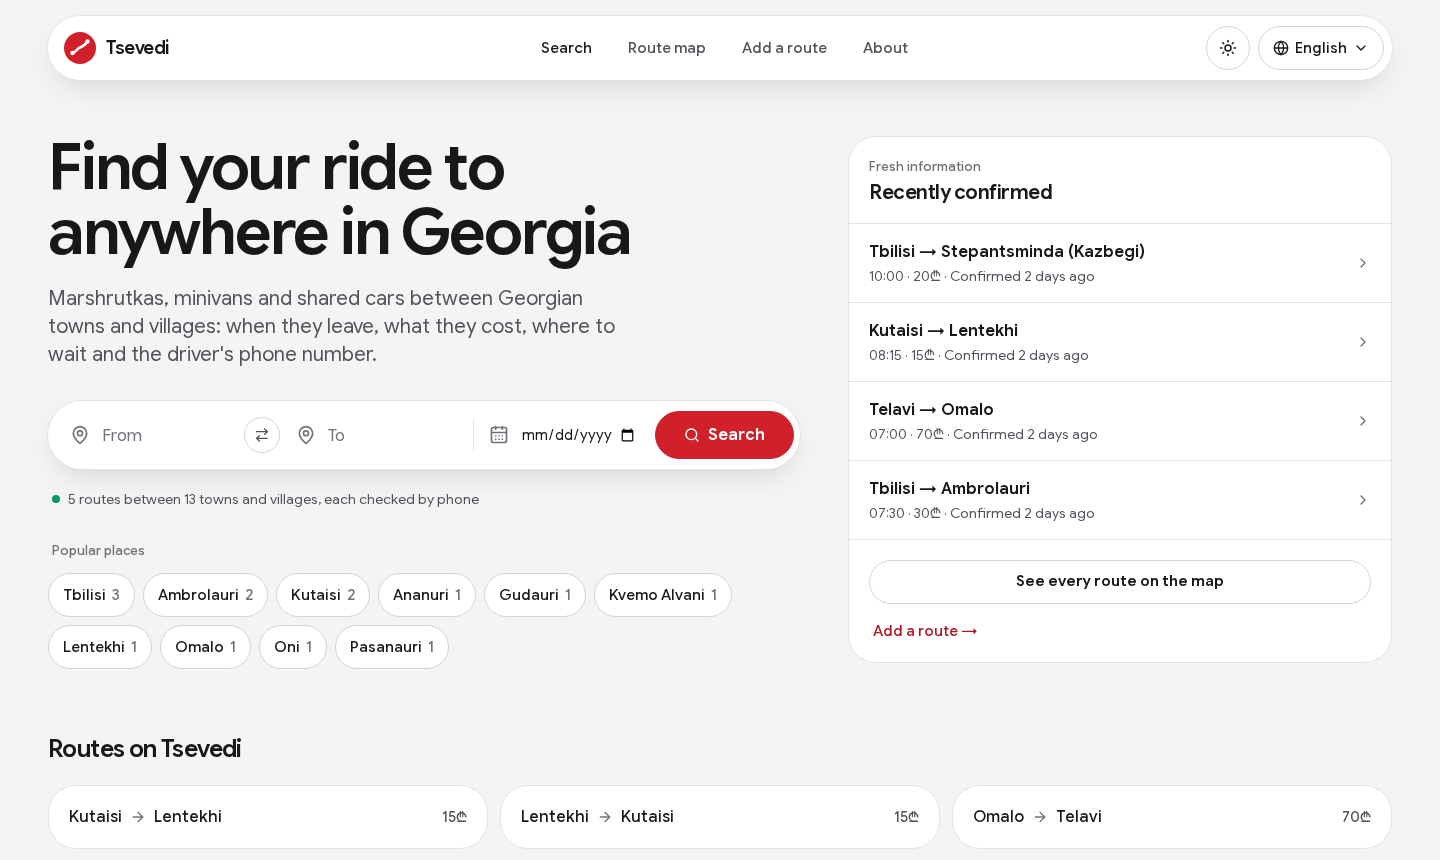 Tsevedi
Search
Route map
Add a route
About
English
Find your ride to
anywhere in Georgia
Marshrutkas, minivans and shared cars between Georgian
towns and villages: when they leave, what they cost, where to
wait and the driver's phone number.
From
To
mm/dd/yyyy
Search
5 routes between 13 towns and villages, each checked by phone
Popular places
Tbilisi 3
Ambrolauri 2
Kutaisi 2
Ananuri 1
Gudauri 1
Kvemo Alvani 1
Lentekhi 1
Omalo 1
Oni 1
Pasanauri 1
Fresh information
Recently confirmed
Tbilisi → Stepantsminda (Kazbegi)
10:00 · 20₾ · Confirmed 2 days ago
Kutaisi → Lentekhi
08:15 · 15₾ · Confirmed 2 days ago
Telavi → Omalo
07:00 · 70₾ · Confirmed 2 days ago
Tbilisi → Ambrolauri
07:30 · 30₾ · Confirmed 2 days ago
See every route on the map
Add a route →
Routes on Tsevedi
Kutaisi → Lentekhi 15₾
Lentekhi → Kutaisi 15₾
Omalo → Telavi 70₾